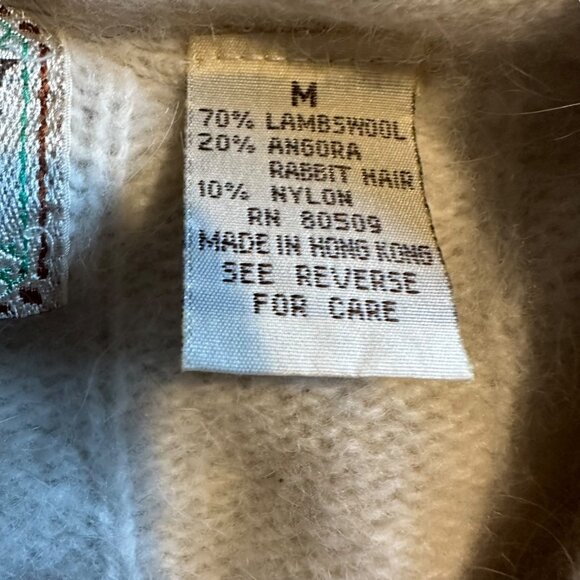 M
70% LAMBSWOOL
20% ANGORA
RABBIT HAIR
10% NYLON
RN 80509
MADE IN HONG KONG
SEE REVERSE
FOR CARE